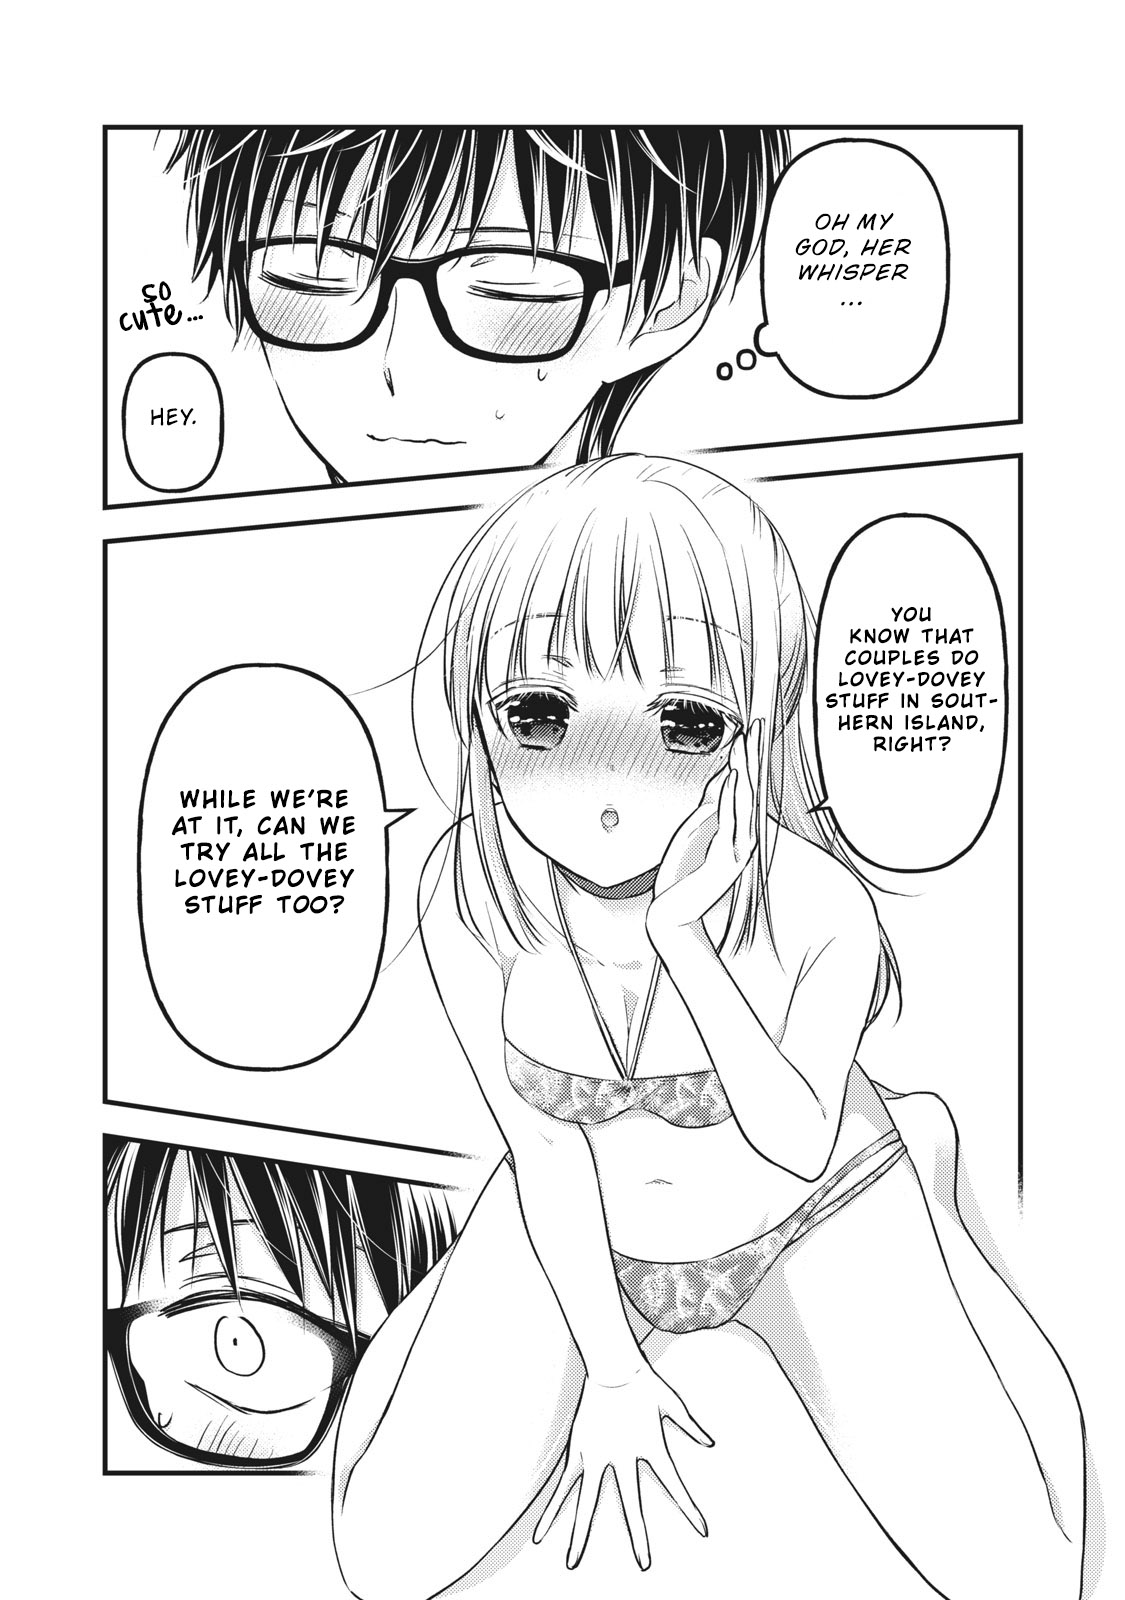 OH MY
GOD, HER
WHISPER
...
so
cute...
HEY.
YOU
KNOW THAT
COUPLES DO
LOVEY-DOVEY
STUFF IN SOUT-
HERN ISLAND,
RIGHT?
WHILE WE'RE
AT IT, CAN WE
TRY ALL THE
LOVEY-DOVEY
STUFF TOO?